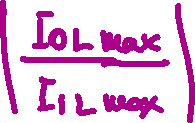 | IOL max |
| IIL max |